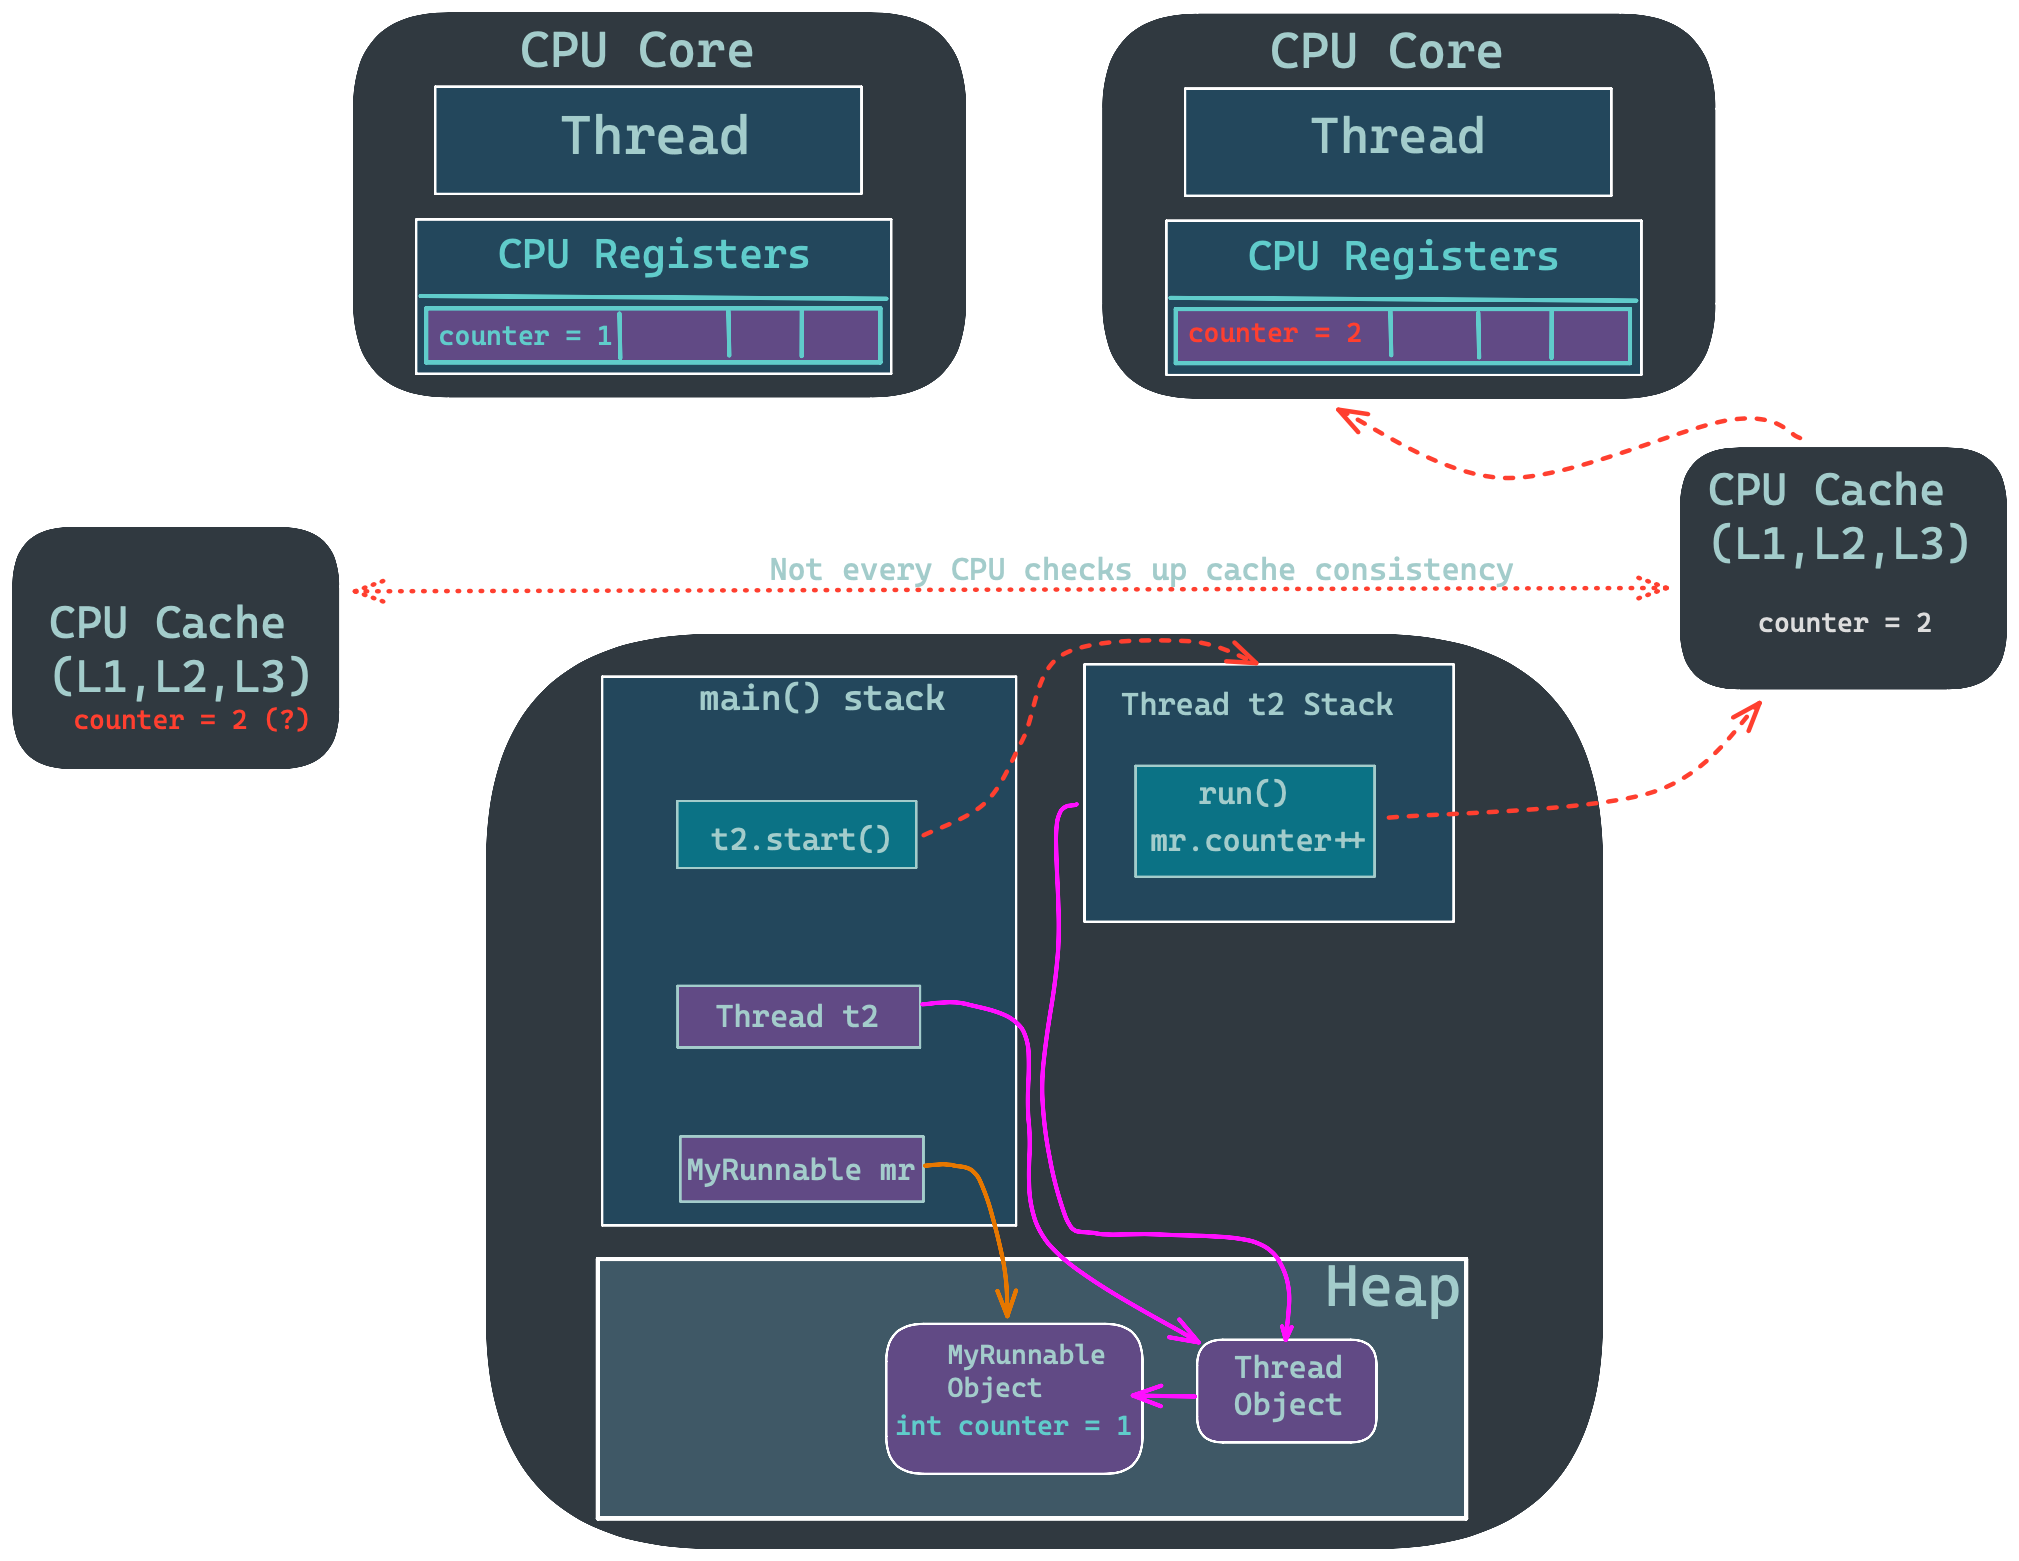 CPU Core
Thread
CPU Registers
counter = 1
CPU Core
Thread
CPU Registers
counter = 2
CPU Cache
(L1,L2,L3)
counter = 2
Not every CPU checks up cache consistency
CPU Cache
(L1,L2,L3)
counter = 2 (?)
main() stack
t2.start()
Thread t2
MyRunnable mr
Thread t2 Stack
run()
mr.counter++
Heap
MyRunnable
Object
int counter = 1
Thread
Object